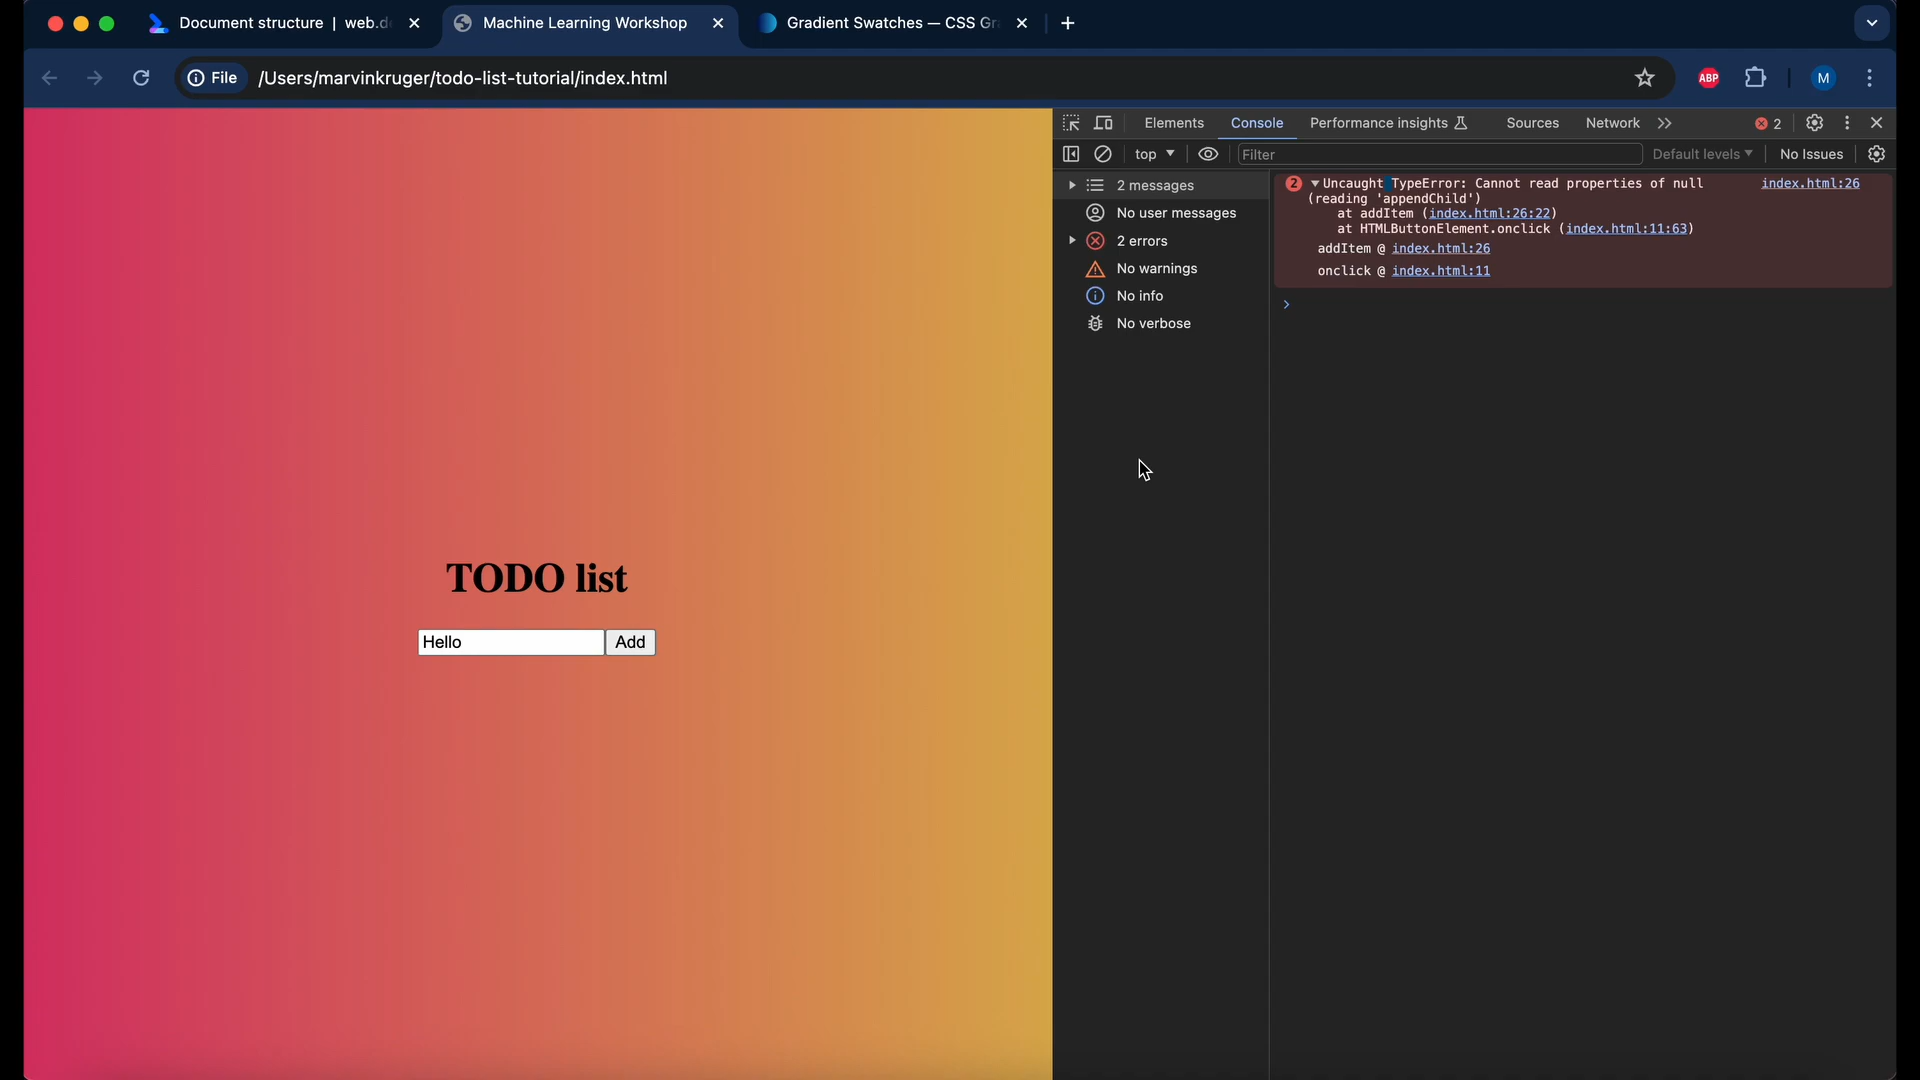 Document structure | web.de
Machine Learning Workshop
Gradient Swatches — CSS Gr
File
/Users/marvinkruger/todo-list-tutorial/index.html
ABP
M
Elements
Console
Performance insights
Sources
Network
2
top
Filter
Default levels
No Issues
2 messages
No user messages
2 errors
No warnings
No info
No verbose
2
Uncaught TypeError: Cannot read properties of null
index.html:26
(reading 'appendChild')
at addItem (index.html:26:22)
at HTMLButtonElement.onclick (index.html:11:63)
addItem @ index.html:26
onclick @ index.html:11
TODO list
Hello
Add